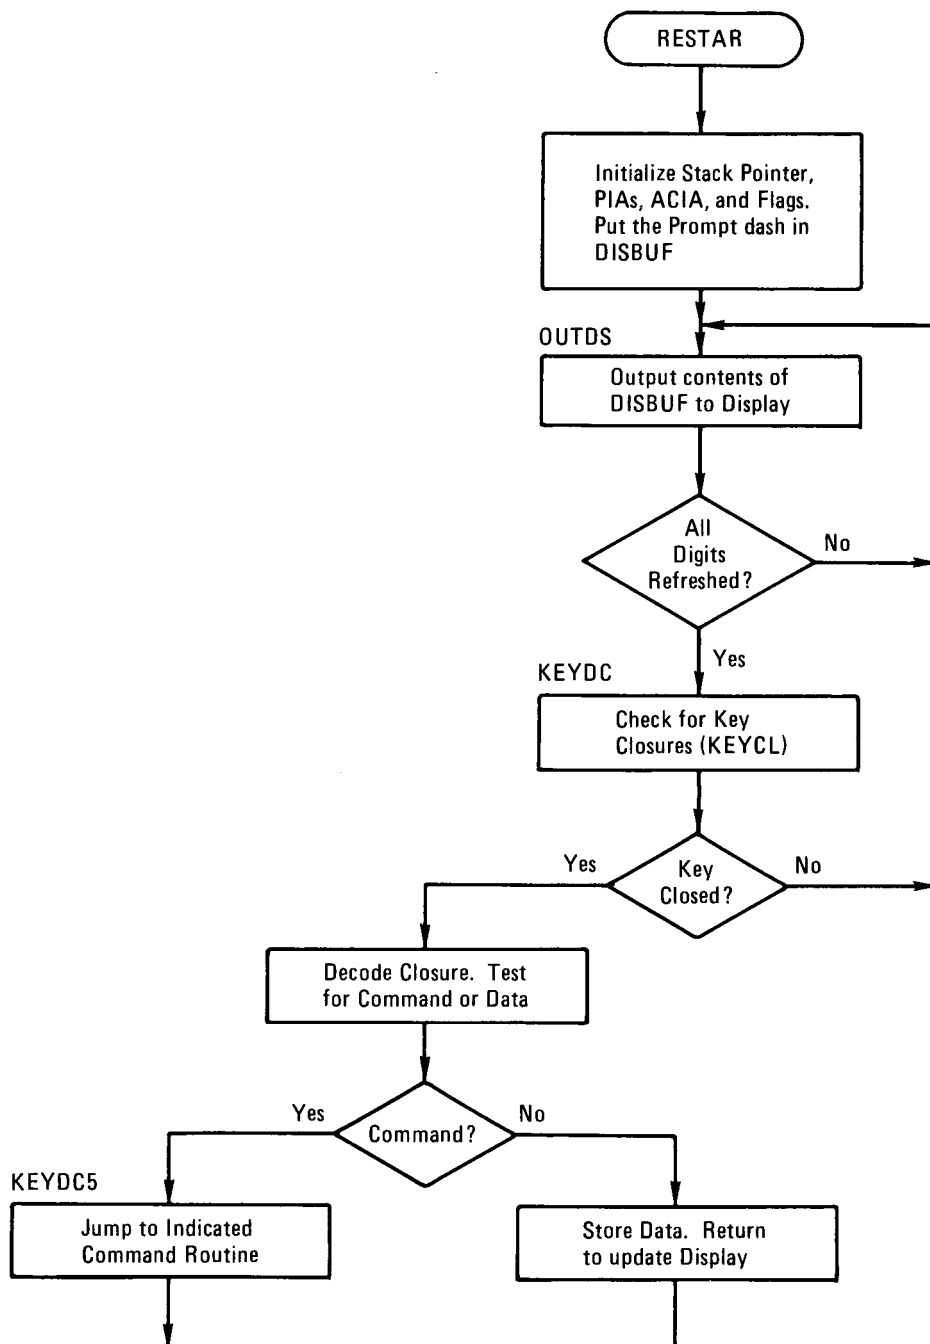 RESTAR
Initialize Stack Pointer,
PIAs, ACIA, and Flags.
Put the Prompt dash in
DISBUF
OUTDS
Output contents of
DISBUF to Display
All
Digits
Refreshed?
No
Yes
KEYDC
Check for Key
Closures (KEYCL)
Yes
Key
Closed?
No
Decode Closure. Test
for Command or Data
Yes
Command?
No
KEYDC5
Jump to Indicated
Command Routine
Store Data. Return
to update Display